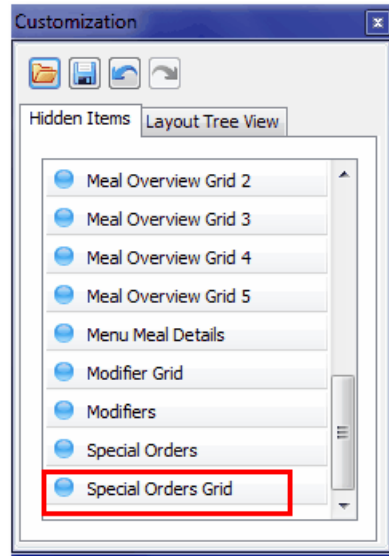 Customization
Hidden Items Layout Tree View
Meal Overview Grid 2
Meal Overview Grid 3
Meal Overview Grid 4
Meal Overview Grid 5
Menu Meal Details
Modifier Grid
Modifiers
Special Orders
Special Orders Grid